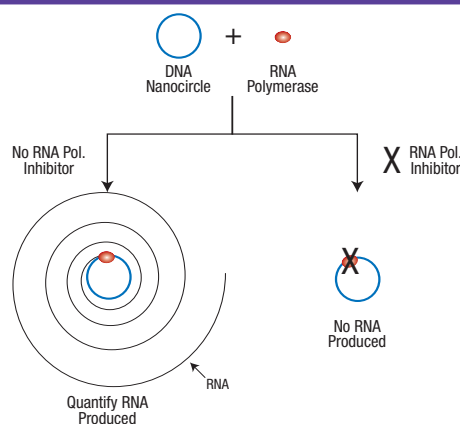 +
DNA
Nanocircle
RNA
Polymerase
No RNA Pol.
Inhibitor
X
RNA Pol.
Inhibitor
X
No RNA
Produced
RNA
Quantify RNA
Produced